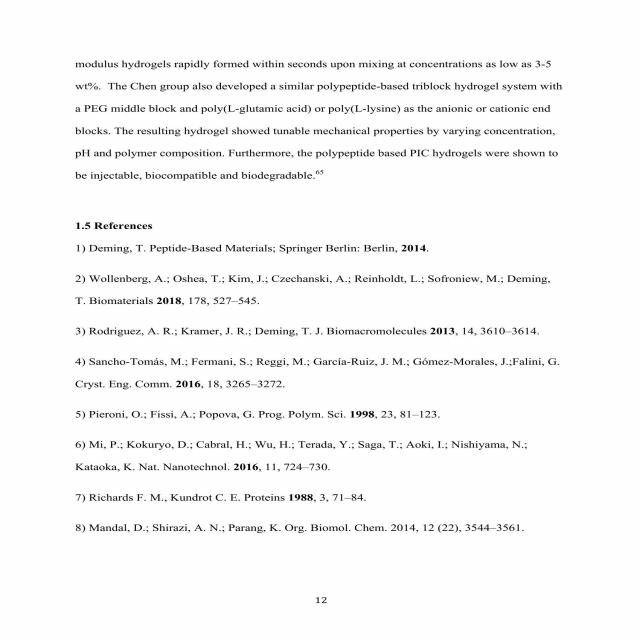 modulus hydrogels rapidly formed within seconds upon mixing at concentrations as low as 3-5
wt%.  The Chen group also developed a similar polypeptide-based triblock hydrogel system with
a PEG middle block and poly(L-glutamic acid) or poly(L-lysine) as the anionic or cationic end
blocks. The resulting hydrogel showed tunable mechanical properties by varying concentration,
pH and polymer composition. Furthermore, the polypeptide based PIC hydrogels were shown to
be injectable, biocompatible and biodegradable.65
1.5 References
1) Deming, T. Peptide-Based Materials; Springer Berlin: Berlin, 2014.
2) Wollenberg, A.; Oshea, T.; Kim, J.; Czechanski, A.; Reinholdt, L.; Sofroniew, M.; Deming,
T. Biomaterials 2018, 178, 527–545.
3) Rodriguez, A. R.; Kramer, J. R.; Deming, T. J. Biomacromolecules 2013, 14, 3610–3614.
4) Sancho-Tomás, M.; Fermani, S.; Reggi, M.; García-Ruiz, J. M.; Gómez-Morales, J.;Falini, G.
Cryst. Eng. Comm. 2016, 18, 3265–3272.
5) Pieroni, O.; Fissi, A.; Popova, G. Prog. Polym. Sci. 1998, 23, 81–123.
6) Mi, P.; Kokuryo, D.; Cabral, H.; Wu, H.; Terada, Y.; Saga, T.; Aoki, I.; Nishiyama, N.;
Kataoka, K. Nat. Nanotechnol. 2016, 11, 724–730.
7) Richards F. M., Kundrot C. E. Proteins 1988, 3, 71–84.
8) Mandal, D.; Shirazi, A. N.; Parang, K. Org. Biomol. Chem. 2014, 12 (22), 3544–3561.
12